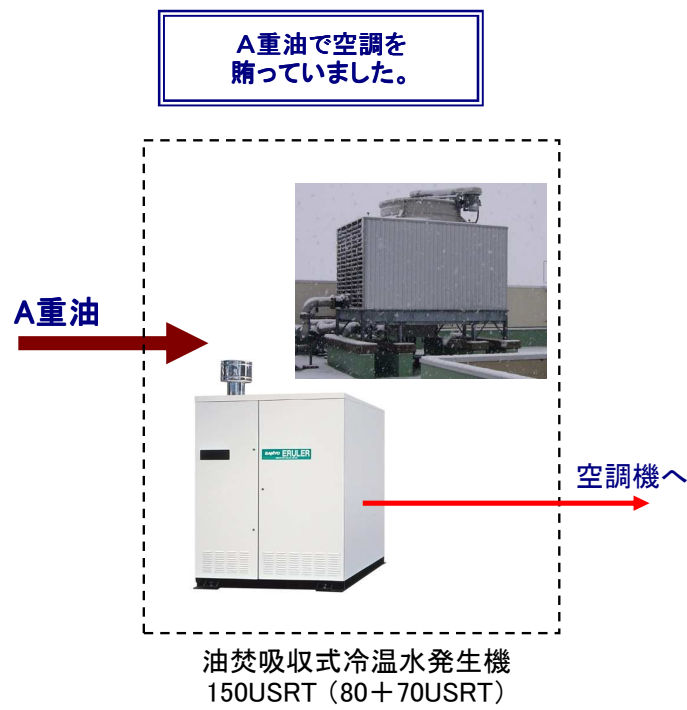 A重油で空調を
賄っていました。
A重油
SANYO ERULER
空調機へ
油焚吸収式冷温水発生機
150USRT（80＋70USRT）